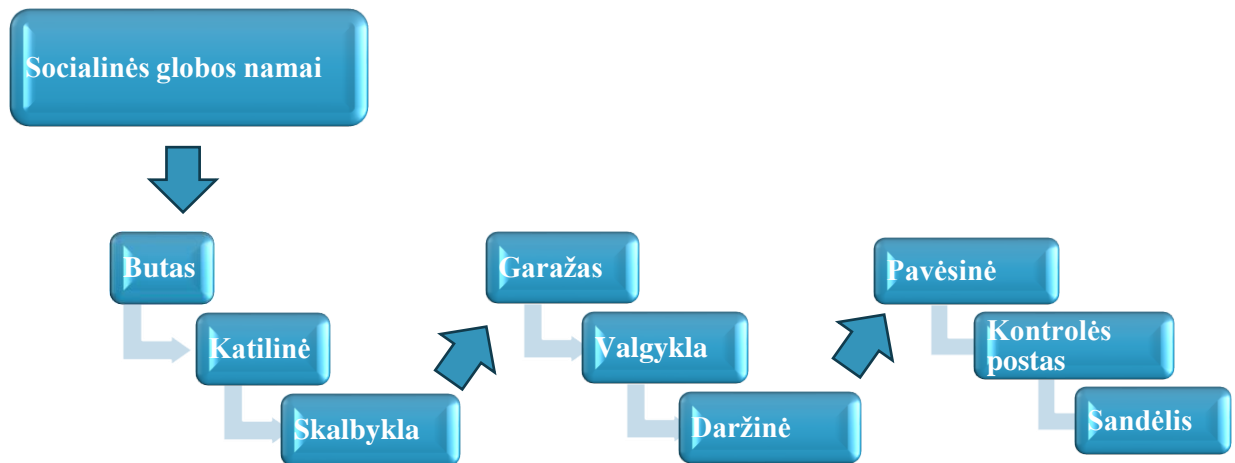 Socialinės globos namai
Butas
Katilinė
Skalbykla
Garažas
Valgykla
Daržinė
Pavėsinė
Kontrolės
postas
Sandėlis